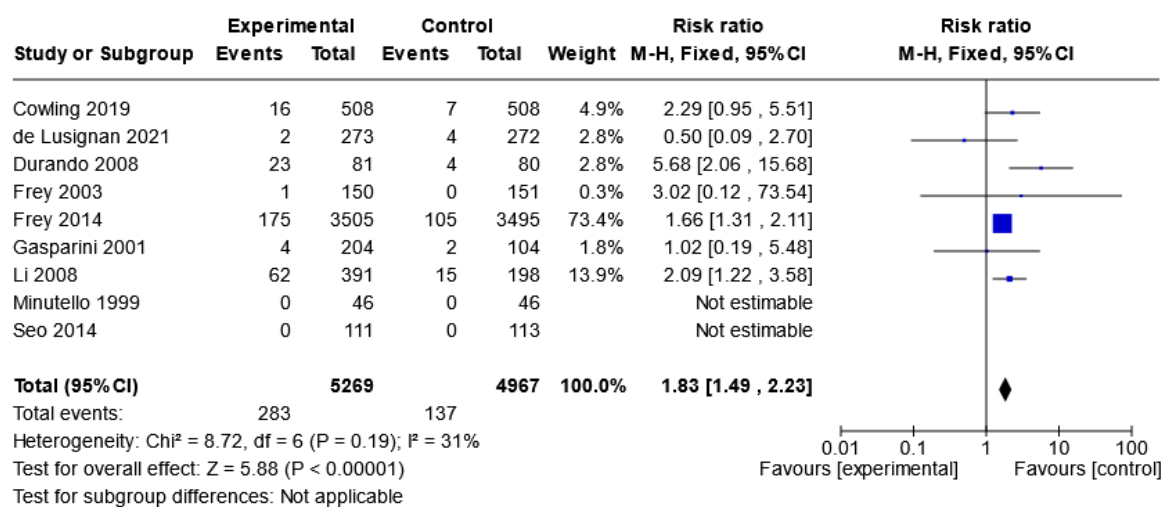 Experimental Control Risk ratio Risk ratio
Study or Subgroup Events Total Events Total Weight M-H, Fixed, 95%CI M-H, Fixed, 95%CI
Cowling 2019 16 508 7 508 4.9% 2.29 [0.95 , 5.51]
de Lusignan 2021 2 273 4 272 2.8% 0.50 [0.09 , 2.70]
Durando 2008 23 81 4 80 2.8% 5.68 [2.06 , 15.68]
Frey 2003 1 150 0 151 0.3% 3.02 [0.12 , 73.54]
Frey 2014 175 3505 105 3495 73.4% 1.66 [1.31 , 2.11]
Gasparini 2001 4 204 2 104 1.8% 1.02 [0.19 , 5.48]
Li 2008 62 391 15 198 13.9% 2.09 [1.22 , 3.58]
Minutello 1999 0 46 0 46 Not estimable
Seo 2014 0 111 0 113 Not estimable
Total (95%CI) 5269 4967 100.0% 1.83 [1.49 , 2.23]
Total events: 283 137
Heterogeneity: Chi² = 8.72, df = 6 (P = 0.19); I² = 31%
Test for overall effect: Z = 5.88 (P < 0.00001)
Test for subgroup differences: Not applicable
0.01 0.1 1 10 100
Favours [experimental] Favours [control]